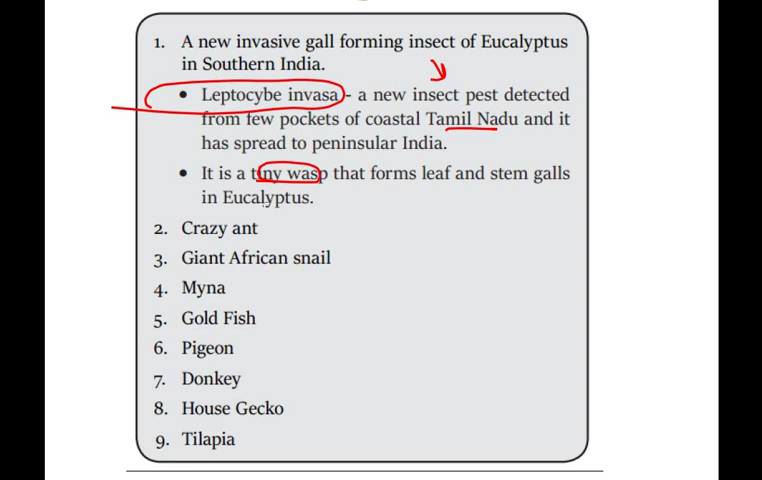 1. A new invasive gall forming insect of Eucalyptus
in Southern India.
• Leptocybe invasa - a new insect pest detected
from few pockets of coastal Tamil Nadu and it
has spread to peninsular India.
• It is a tiny wasp that forms leaf and stem galls
in Eucalyptus.
2. Crazy ant
3. Giant African snail
4. Myna
5. Gold Fish
6. Pigeon
7. Donkey
8. House Gecko
9. Tilapia